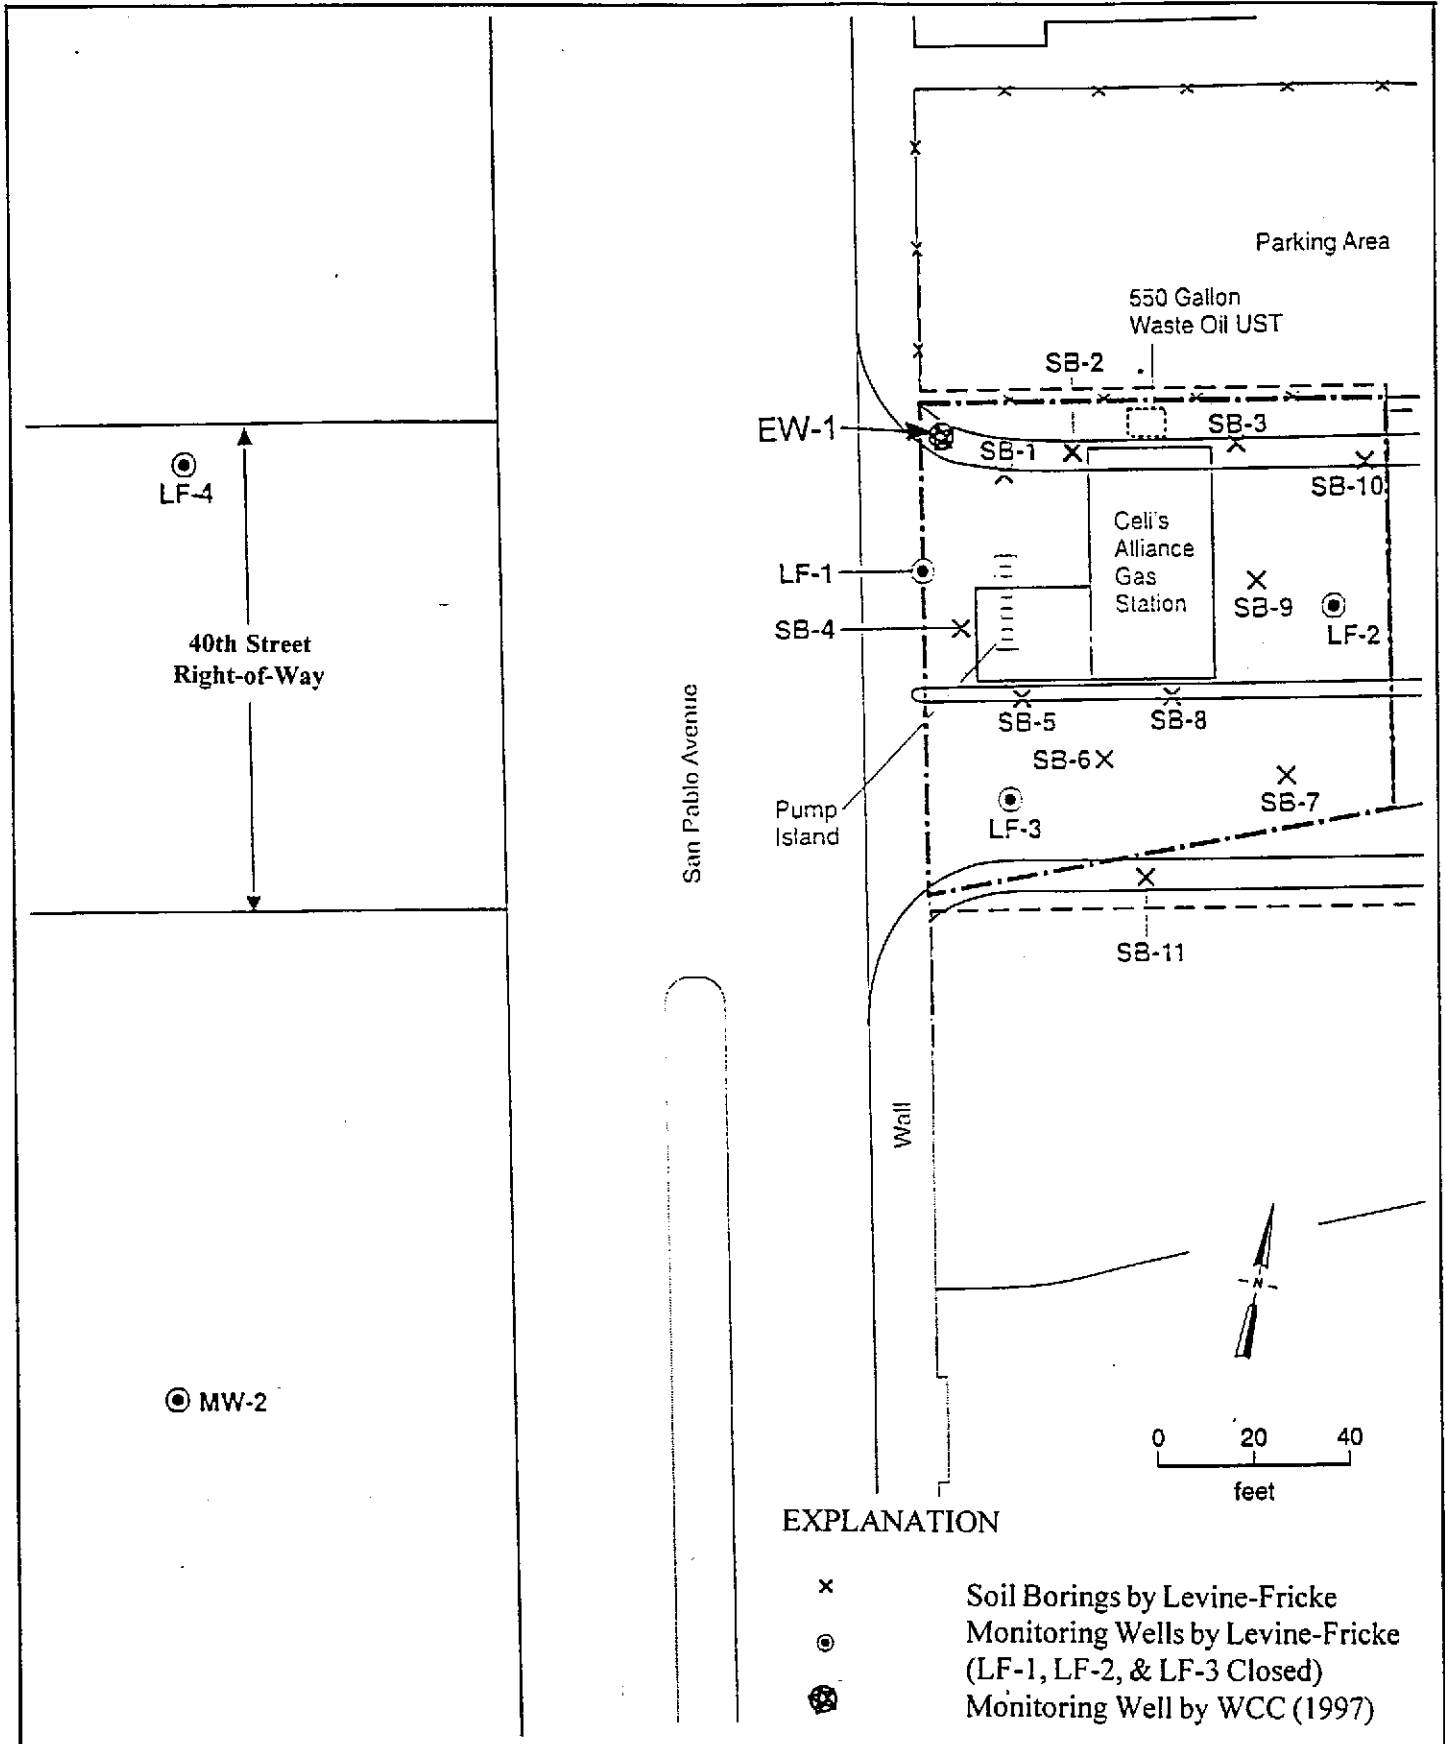 Parking Area
550 Gallon
Waste Oil UST
SB-2
EW-1
SB-1
SB-3
SB-10
LF-4
Celi's
Alliance
Gas
Station
LF-1
SB-9
LF-2
SB-4
40th Street
Right-of-Way
San Pablo Avenue
SB-5
SB-8
SB-6
SB-7
Pump
Island
LF-3
SB-11
Wall
N
MW-2
0 20 40
feet
EXPLANATION
Soil Borings by Levine-Fricke
Monitoring Wells by Levine-Fricke
(LF-1, LF-2, & LF-3 Closed)
Monitoring Well by WCC (1997)